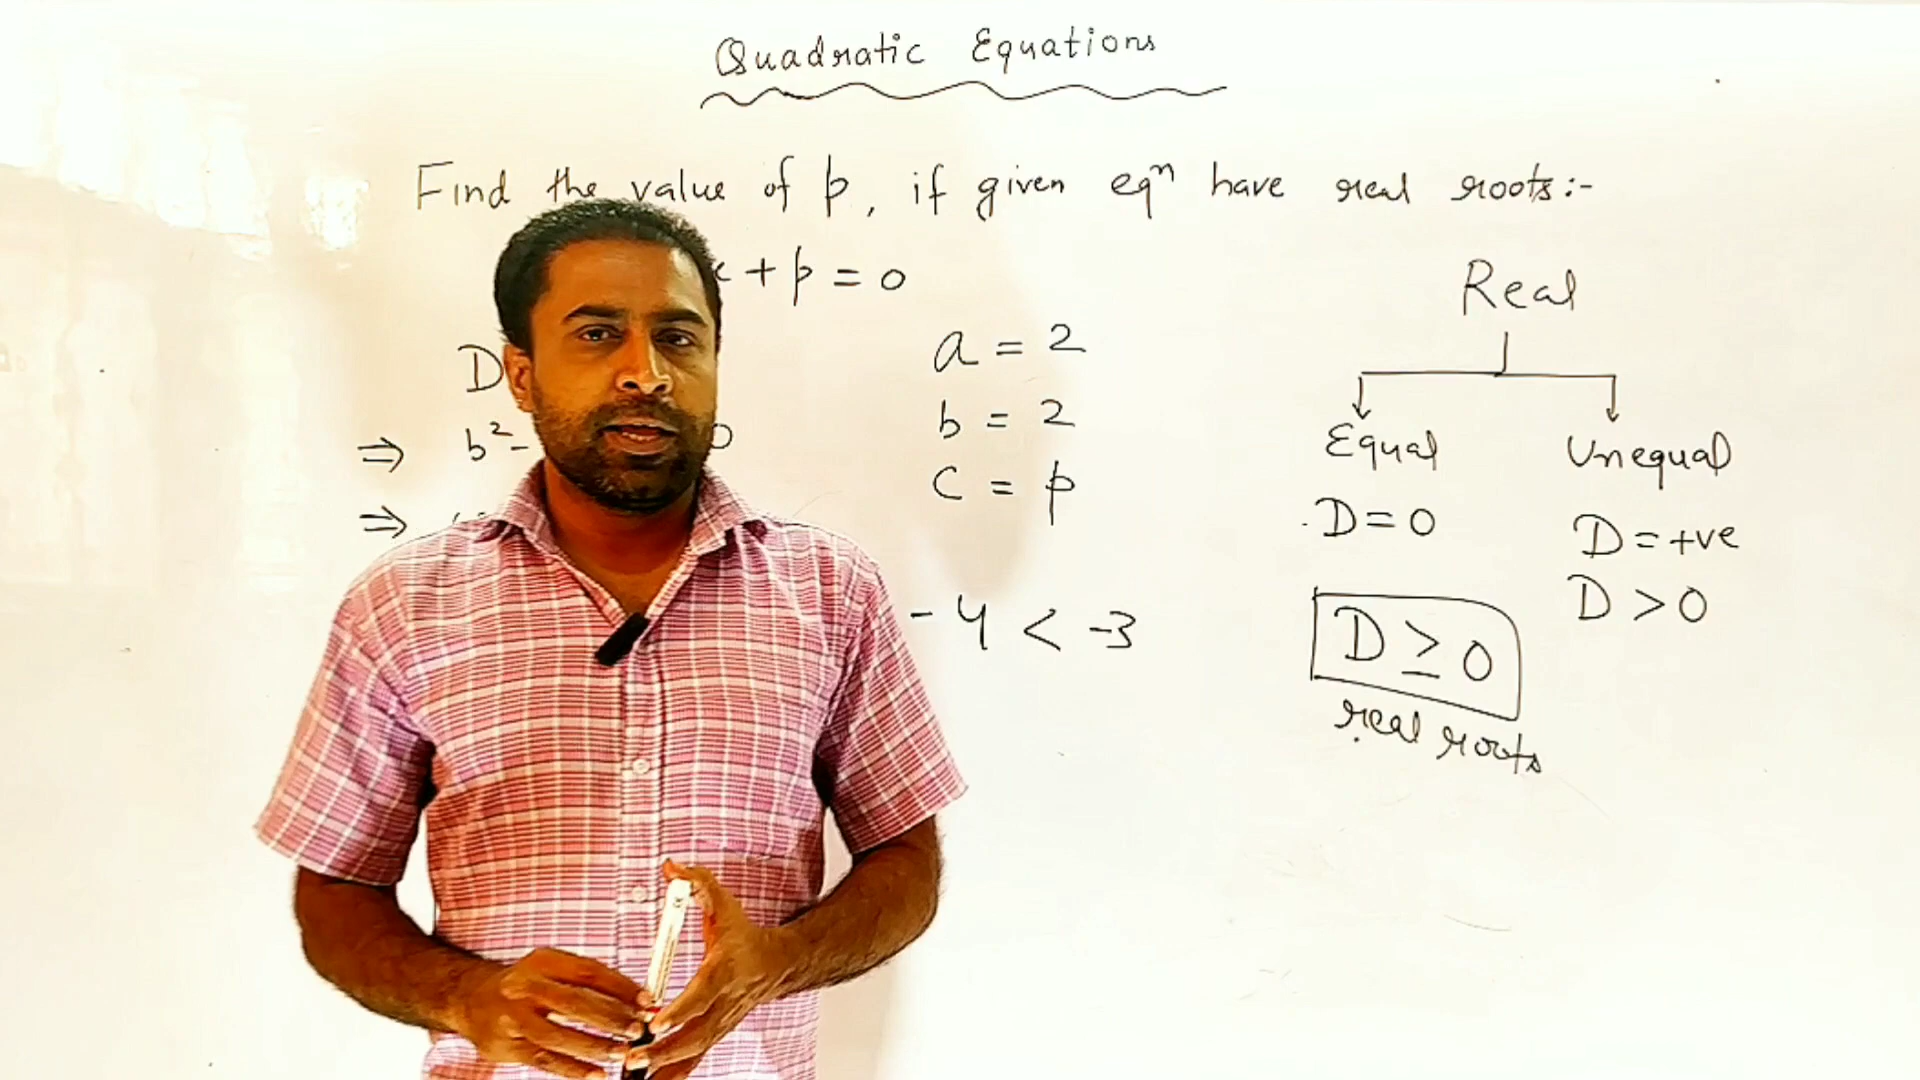 Quadratic Equations
Find the value of p, if given eqn have real roots:-
x + p = 0
D
⇒ b² -
0
⇒
a = 2
b = 2
c = p
-4 < -3
Real
Equal
Unequal
D = 0
D = +ve
D > 0
D ≥ 0
real roots